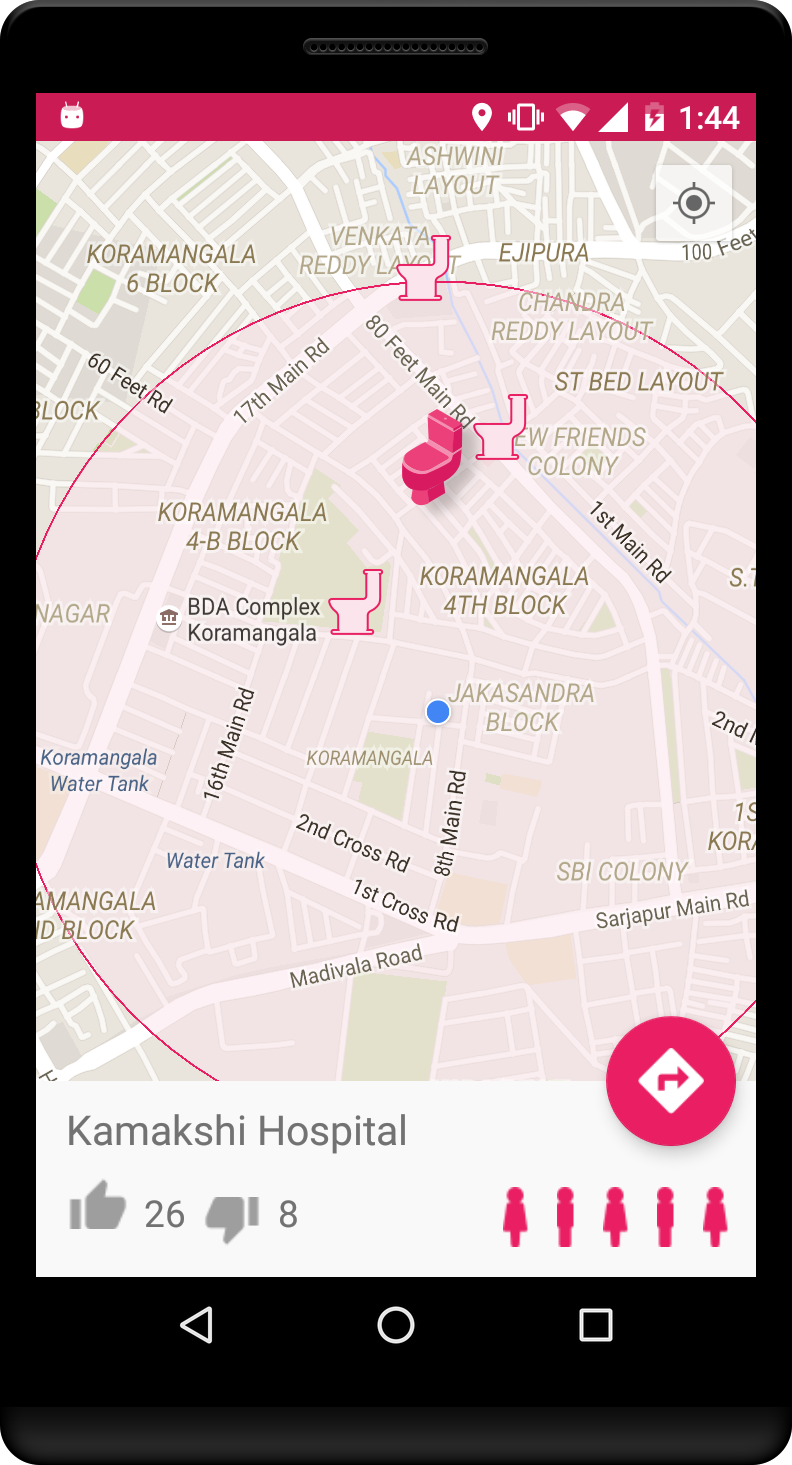 1:44
ASHWINI
LAYOUT
VENKATA
REDDY LAYOUT
KORAMANGALA
6 BLOCK
EJIPURA
100 Feet
CHANDRA
REDDY LAYOUT
80 Feet Main Rd
17th Main Rd
60 Feet Rd
ST BED LAYOUT
BLOCK
EW FRIENDS
COLONY
KORAMANGALA
4-B BLOCK
1st Main Rd
KORAMANGALA
4TH BLOCK
S.T
NAGAR
BDA Complex
Koramangala
JAKASANDRA
BLOCK
16th Main Rd
2nd
Koramangala
Water Tank
KORAMANGALA
8th Main Rd
2nd Cross Rd
1S
KORA
Water Tank
SBI COLONY
1st Cross Rd
AMANGALA
ID BLOCK
Sarjapur Main Rd
Madivala Road
Kamakshi Hospital
26 8